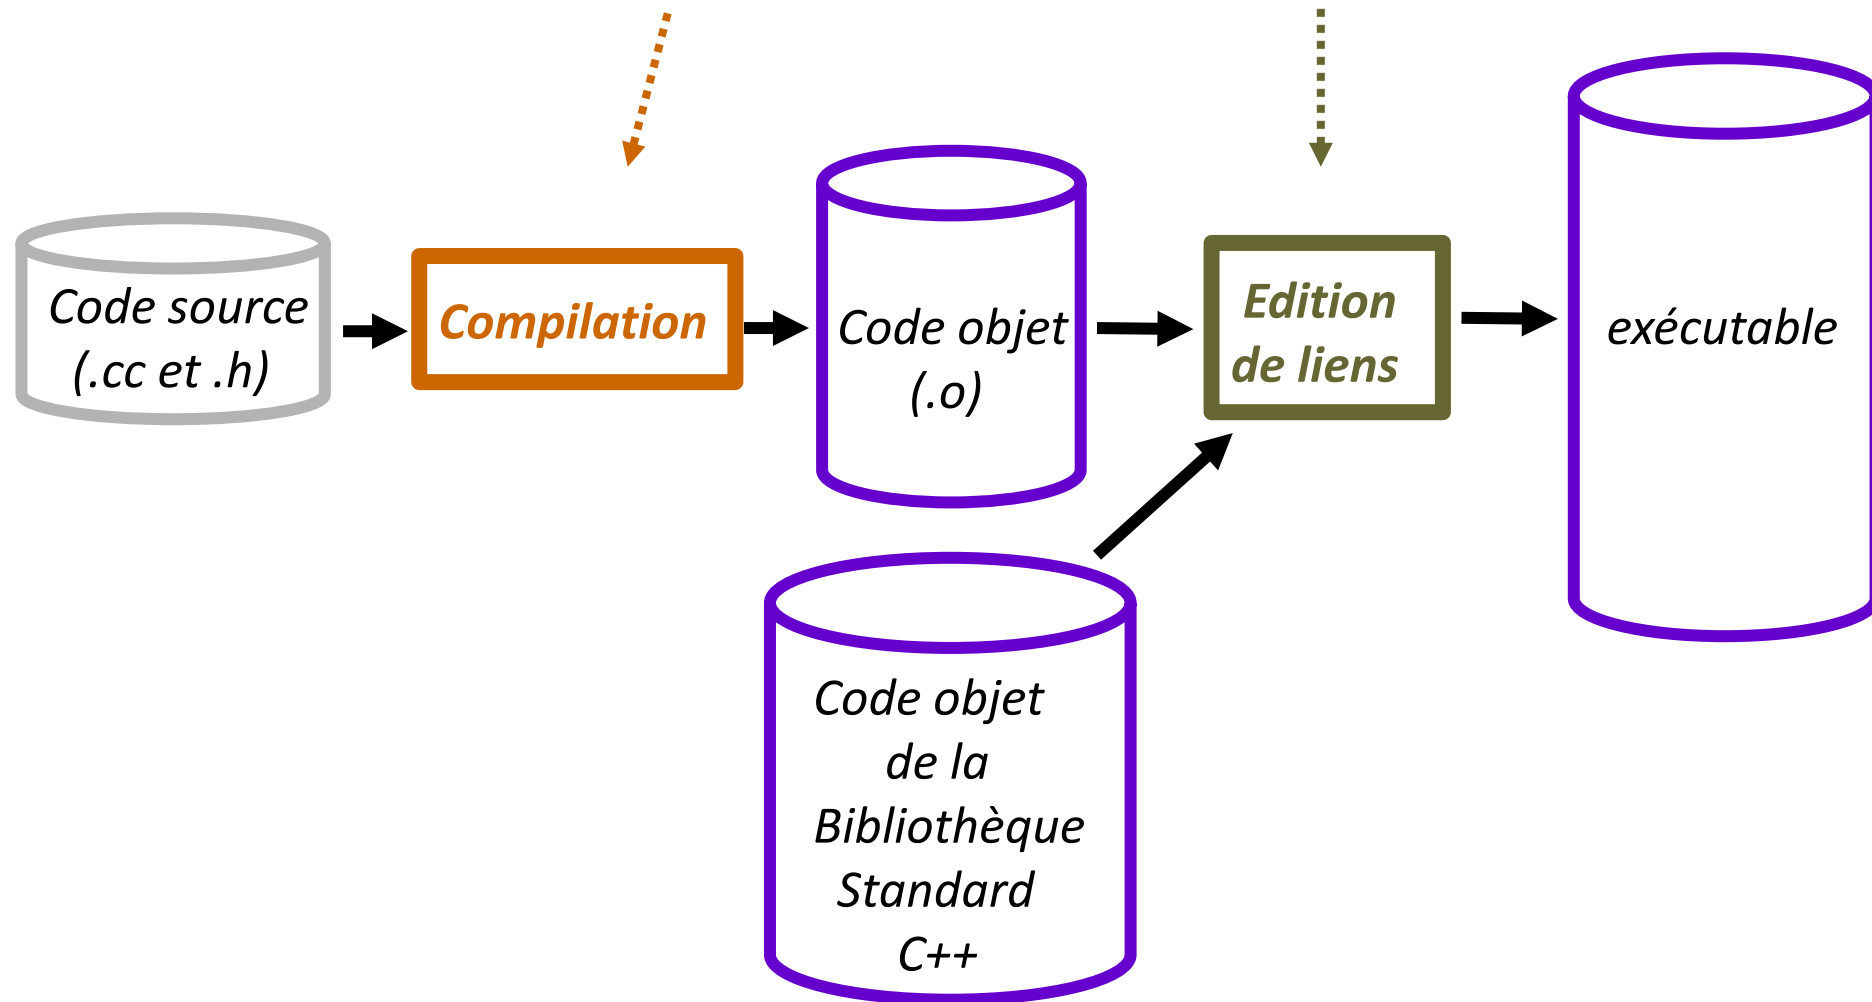 Code source
(.cc et .h)
Compilation
Code objet
(.o)
Edition
de liens
exécutable
Code objet
de la
Bibliothèque
Standard
C++